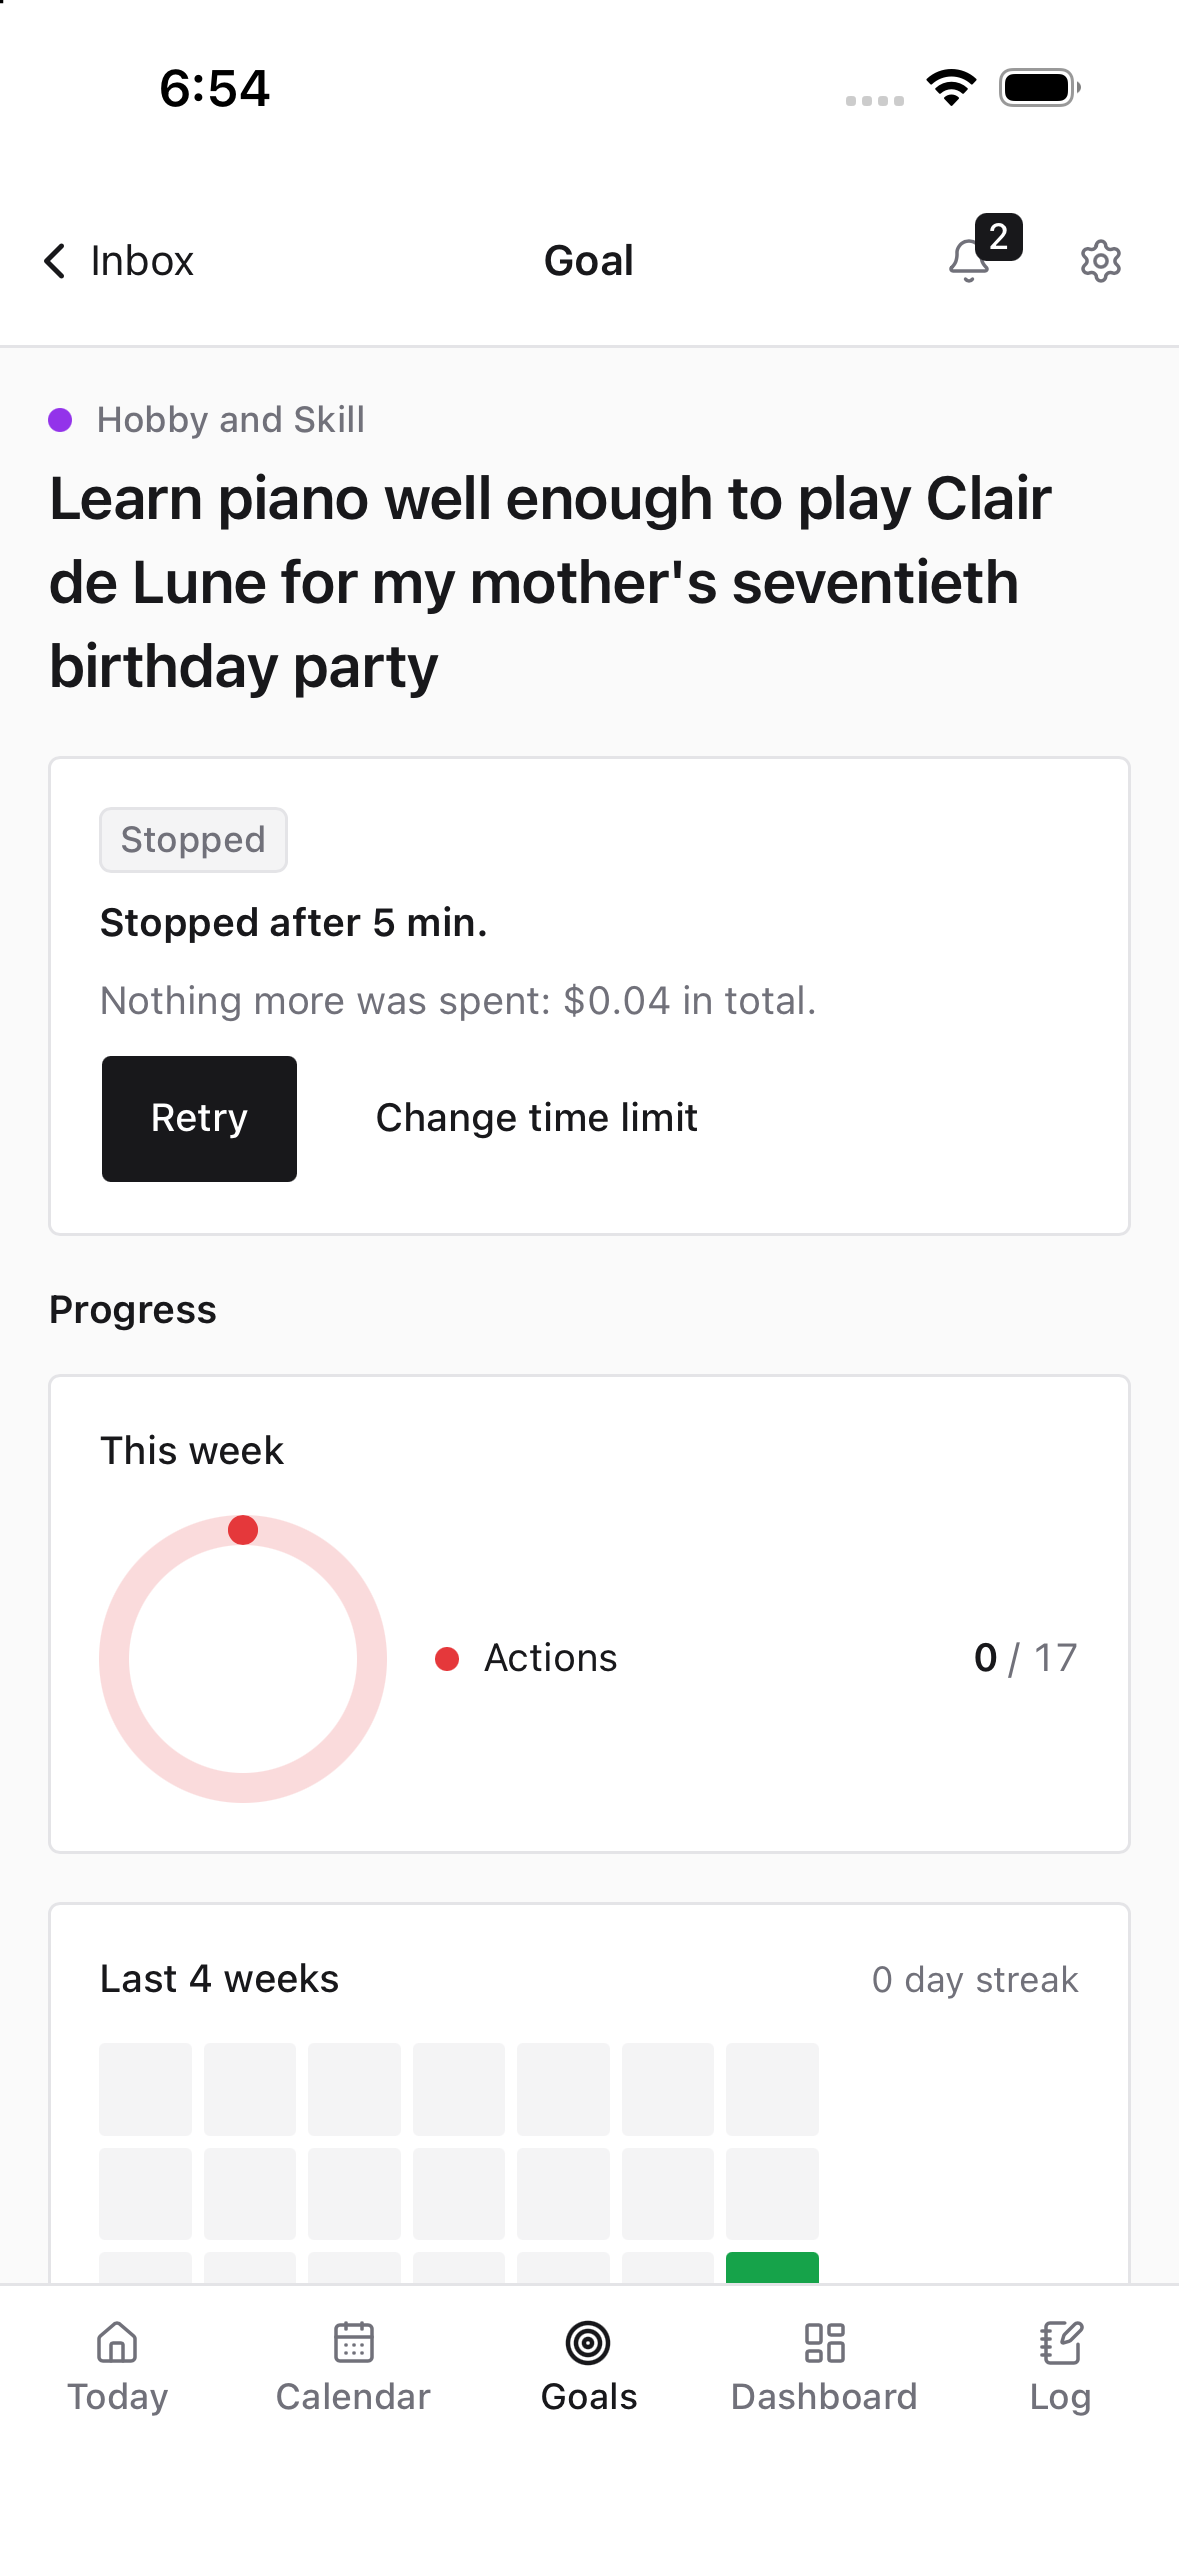 6:54
Inbox
Goal
2
Hobby and Skill
Learn piano well enough to play Clair
de Lune for my mother's seventieth
birthday party
Stopped
Stopped after 5 min.
Nothing more was spent: $0.04 in total.
Retry
Change time limit
Progress
This week
Actions
0 / 17
Last 4 weeks
0 day streak
Today
Calendar
Goals
Dashboard
Log